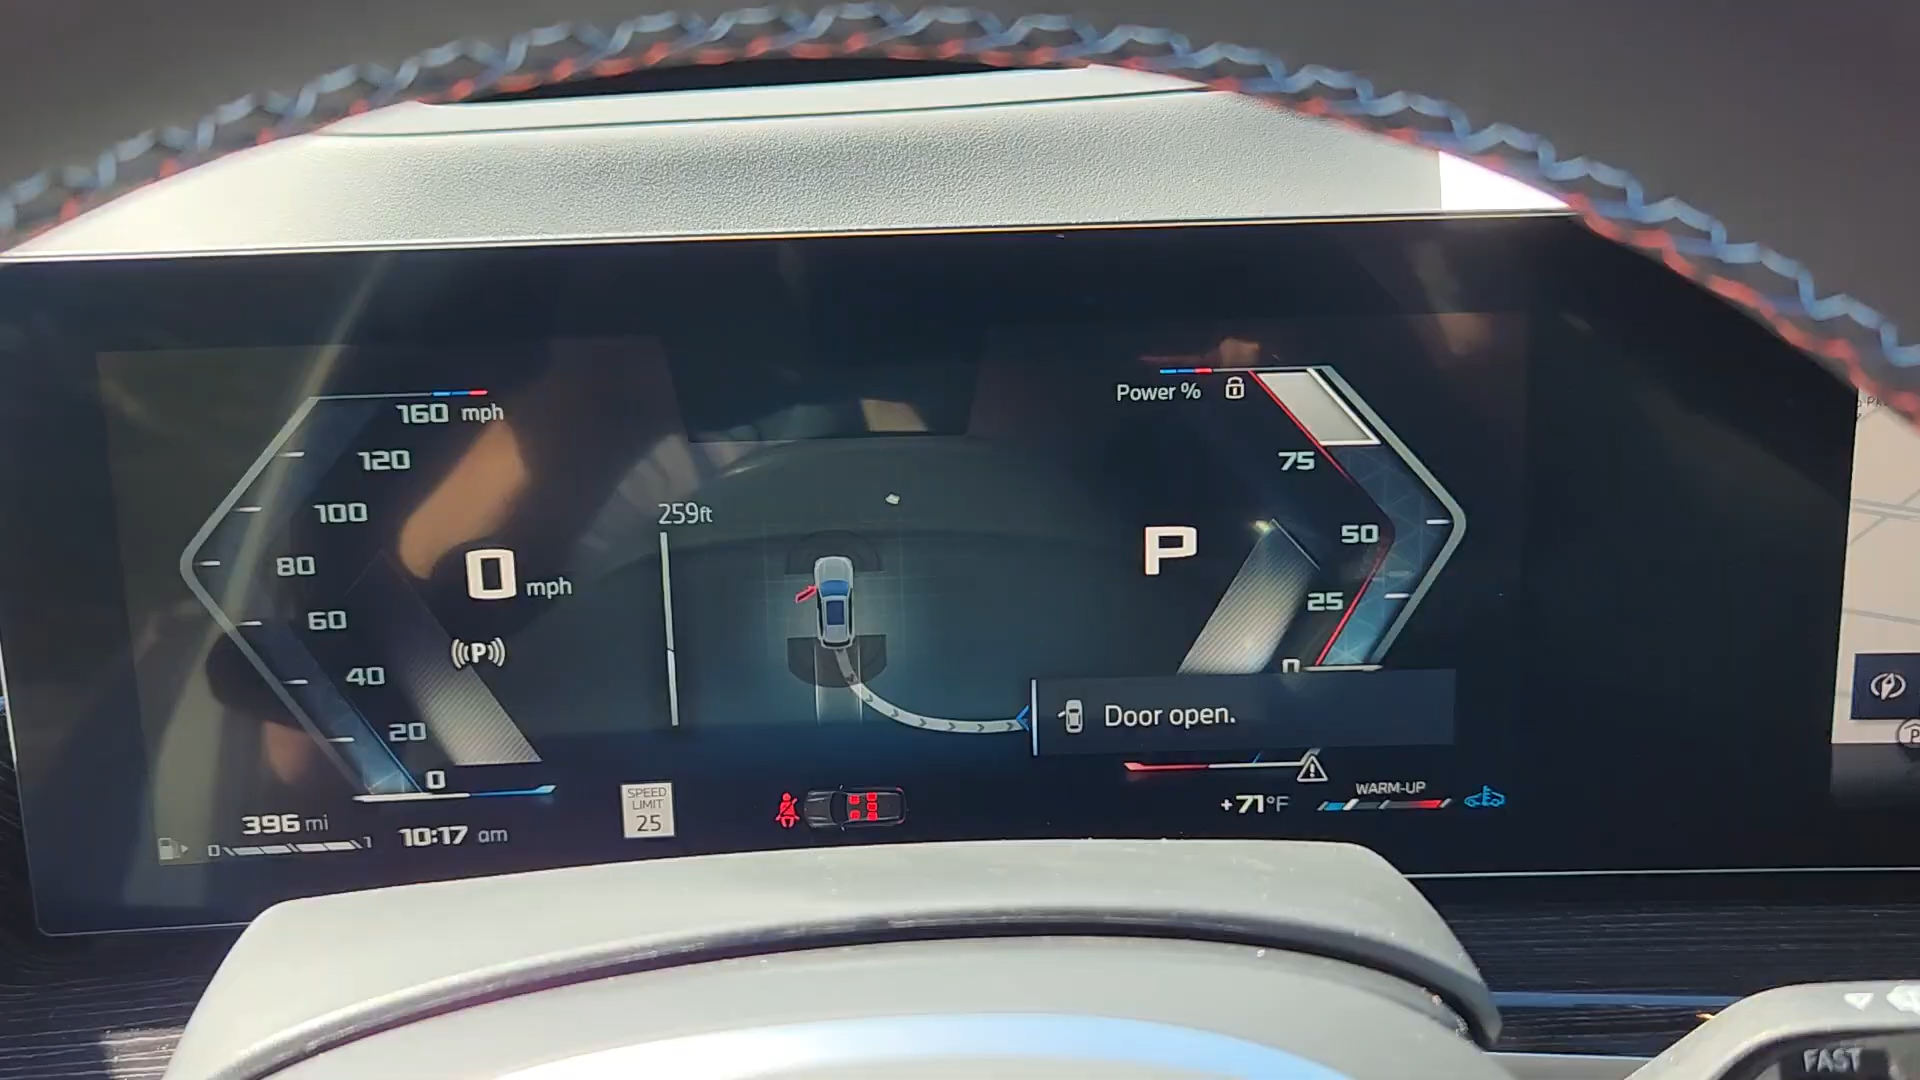 160 mph
120
100
80
60
40
20
0
0 mph
((P))
259ft
Power %
75
50
25
0
P
Door open.
396 mi
0 1
10:17 am
SPEED
LIMIT
25
+71°F
WARM-UP
P
FAST